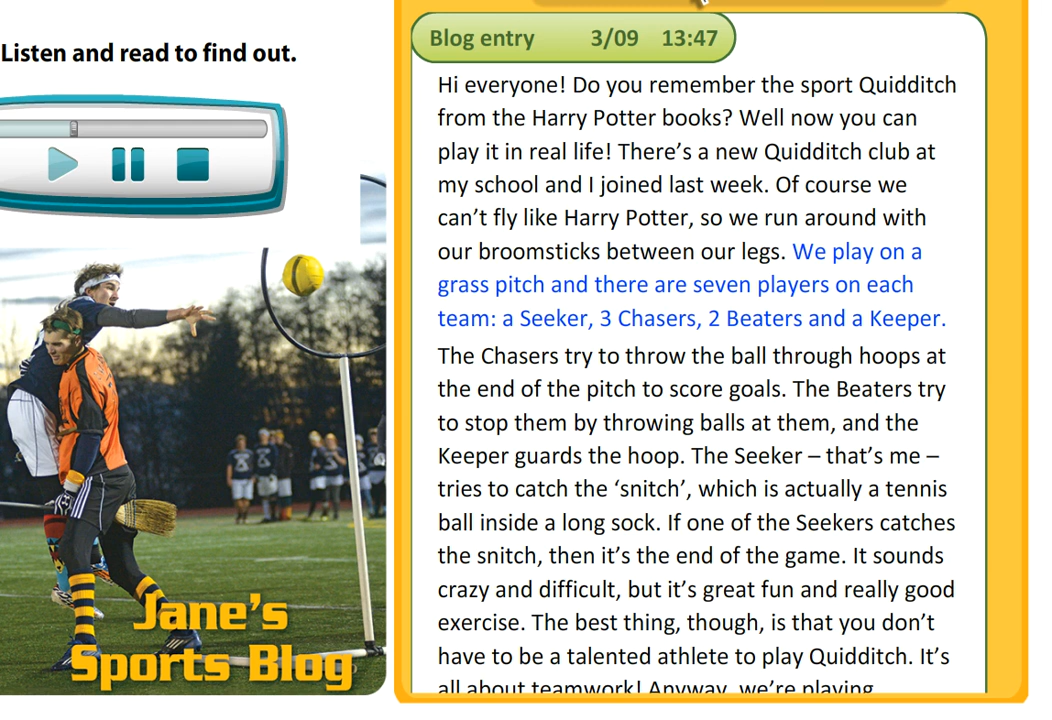 Listen and read to find out.
Jane's
Sports Blog
Blog entry 3/09 13:47
Hi everyone! Do you remember the sport Quidditch
from the Harry Potter books? Well now you can
play it in real life! There's a new Quidditch club at
my school and I joined last week. Of course we
can't fly like Harry Potter, so we run around with
our broomsticks between our legs. We play on a
grass pitch and there are seven players on each
team: a Seeker, 3 Chasers, 2 Beaters and a Keeper.
The Chasers try to throw the ball through hoops at
the end of the pitch to score goals. The Beaters try
to stop them by throwing balls at them, and the
Keeper guards the hoop. The Seeker – that's me –
tries to catch the ‘snitch’, which is actually a tennis
ball inside a long sock. If one of the Seekers catches
the snitch, then it's the end of the game. It sounds
crazy and difficult, but it's great fun and really good
exercise. The best thing, though, is that you don't
have to be a talented athlete to play Quidditch. It's
all about teamwork! Anyway, we're playing